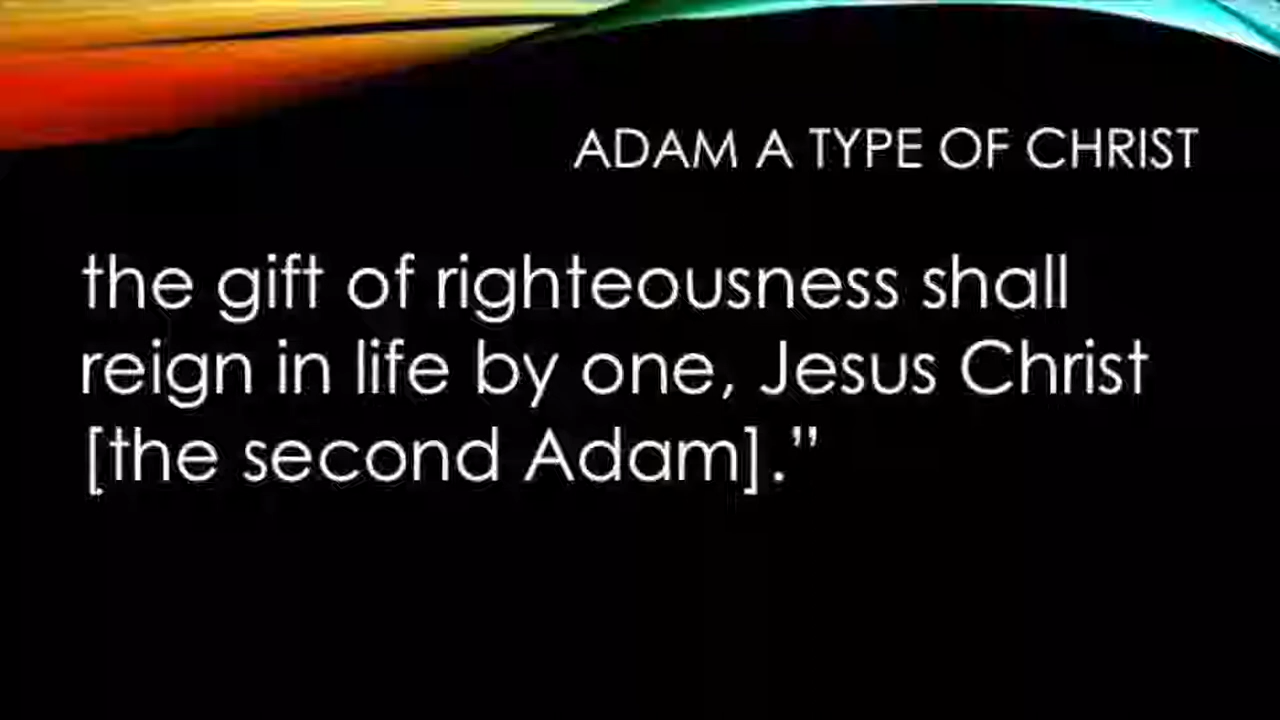 ADAM A TYPE OF CHRIST
the gift of righteousness shall
reign in life by one, Jesus Christ
[the second Adam].”